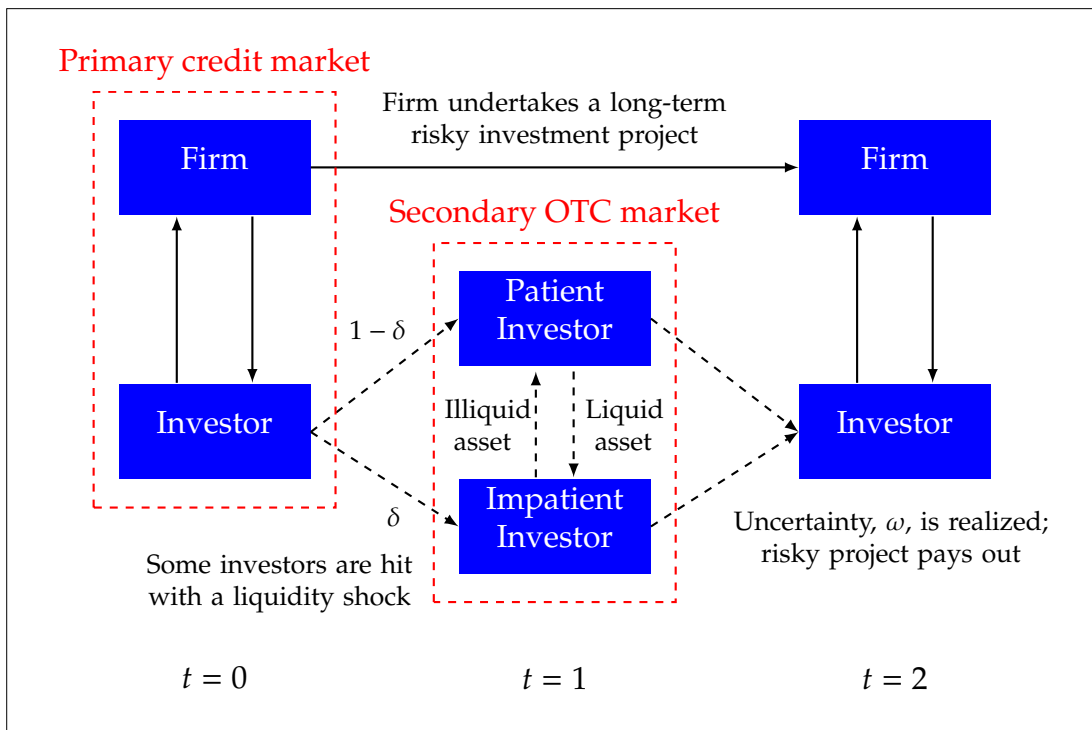 Primary credit market
Firm undertakes a long-term
risky investment project
Firm
Firm
Secondary OTC market
Patient
Investor
1 − δ
Investor
Illiquid
asset
Liquid
asset
Investor
δ
Impatient
Investor
Some investors are hit
with a liquidity shock
Uncertainty, ω, is realized;
risky project pays out
t = 0
t = 1
t = 2